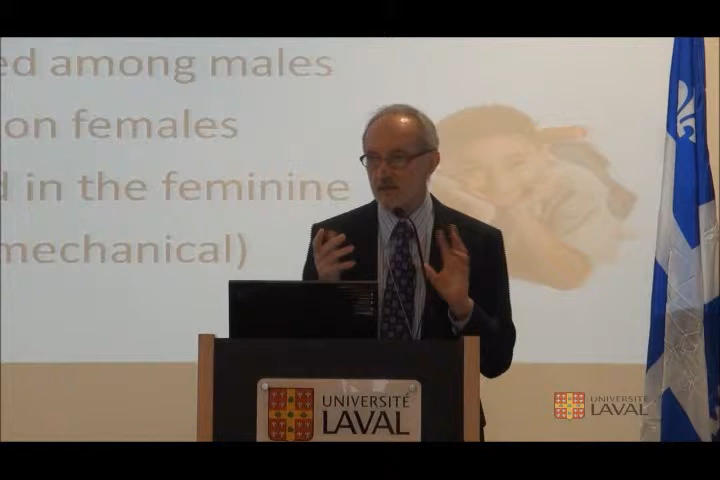 ed among males
on females
d in the feminine
mechanical)
UNIVERSITÉ
LAVAL
UNIVERSITÉ
LAVAL